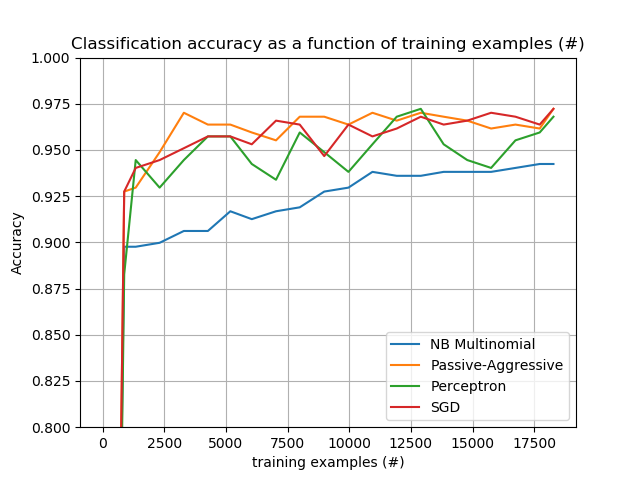 Classification accuracy as a function of training examples (#)
1.000
0.975
0.950
0.925
0.900
0.875
0.850
0.825
0.800
Accuracy
NB Multinomial
Passive-Aggressive
Perceptron
SGD
0 2500 5000 7500 10000 12500 15000 17500
training examples (#)